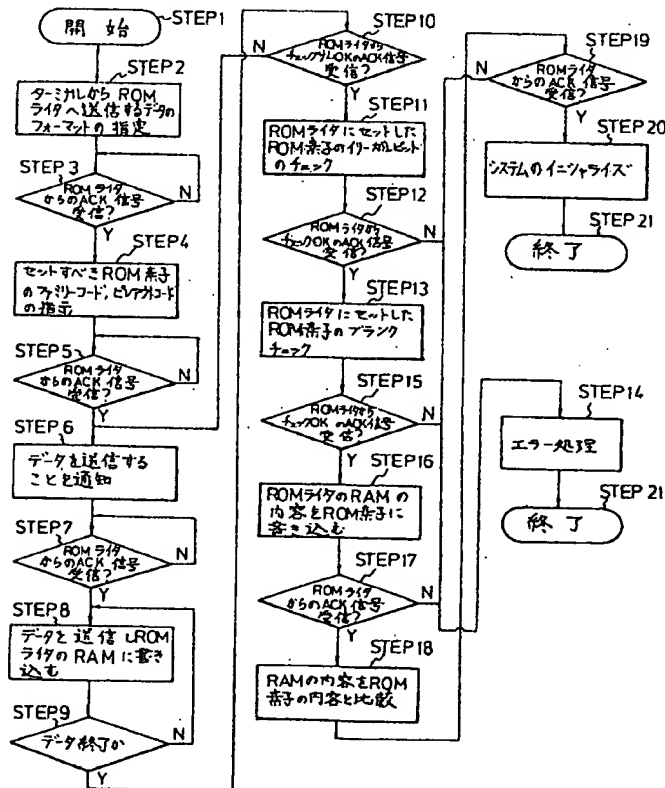 開始
STEP1
STEP2
ターミナルから ROM
ライタへ送信するデータの
フォーマットの指定
STEP3
ROMライタ
からのACK信号
受信?
N
Y
STEP4
セットすべきROM素子
のファミリーコード,ピンアウトコード
の指示
STEP5
ROMライタ
からのACK信号
受信?
N
Y
STEP6
データを送信する
ことを通知
STEP7
ROMライタ
からのACK信号
受信?
N
Y
STEP8
データを送信しROM
ライタのRAMに書き
込む
STEP9
データ終了か
N
Y
STEP10
ROMライタから
チェックサムOKのACK信号
受信?
N
Y
STEP11
ROMライタにセットした
ROM素子のイリーガルビット
のチェック
STEP12
ROMライタから
チェックOKのACK信号
受信?
N
Y
STEP13
ROMライタにセットした
ROM素子のブランク
チェック
STEP15
ROMライタから
チェックOKのACK信号
受信?
N
Y
STEP16
ROMライタのRAMの
内容をROM素子に
書き込む
STEP17
ROMライタ
からのACK信号
受信?
N
Y
STEP18
RAMの内容をROM
素子の内容と比較
STEP19
ROMライタ
からのACK信号
受信?
N
Y
STEP20
システムのイニシャライズ
STEP21
終了
STEP14
エラー処理
STEP21
終了